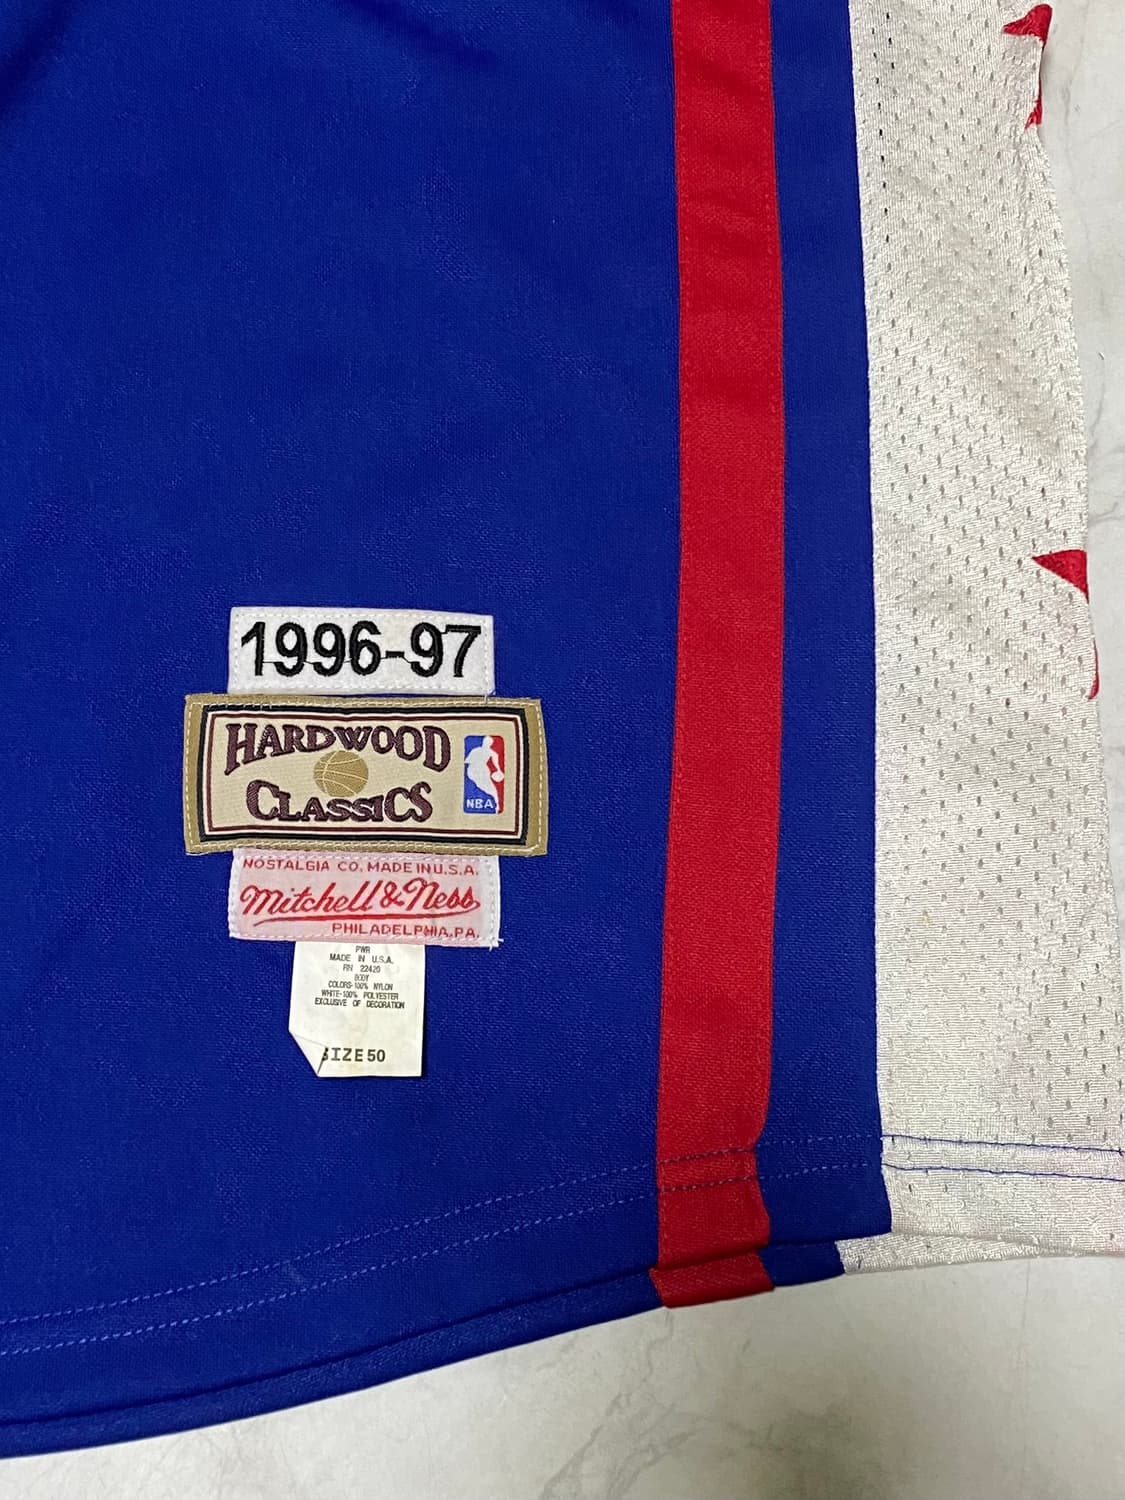 1996-97
HARDWOOD
CLASSICS
NBA
NOSTALGIA CO. MADE IN U.S.A.
Mitchell & Ness
PHILADELPHIA, PA.
PWR
MADE IN U.S.A.
RN 22420
BODY
COLORS-100% NYLON
WHITE-100% POLYESTER
EXCLUSIVE OF DECORATION
SIZE 50